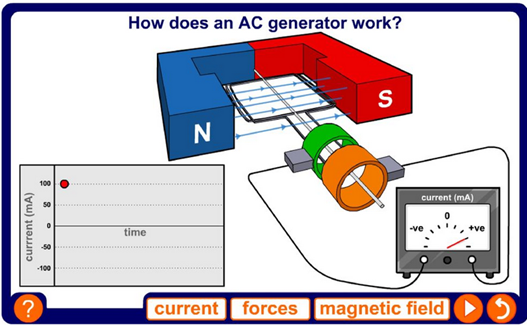 How does an AC generator work?
N
S
currrent (mA)
100
50
0
-50
-100
time
current (mA)
-ve
0
+ve
?
current
forces
magnetic field